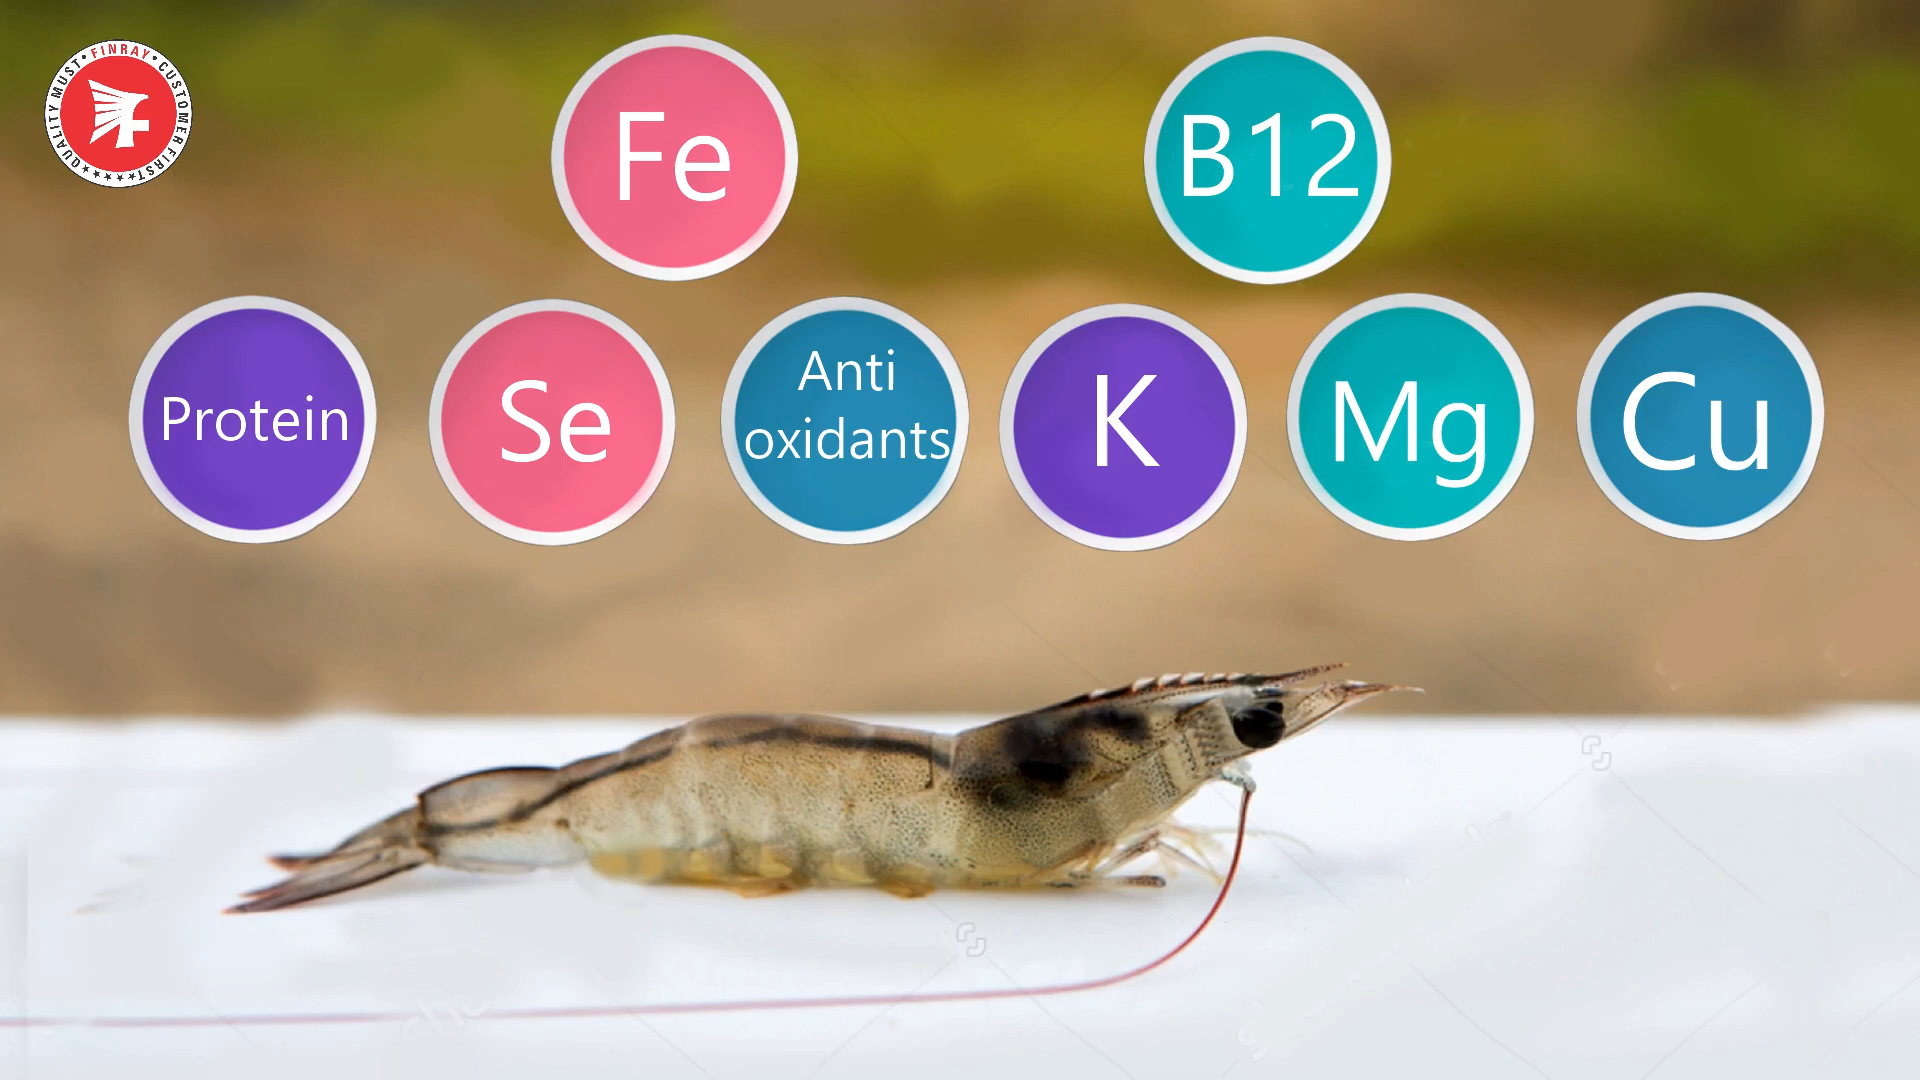 QUALITY MUST • FINRAY • CUSTOMER FIRST
Fe
B12
Protein
Se
Anti
oxidants
K
Mg
Cu